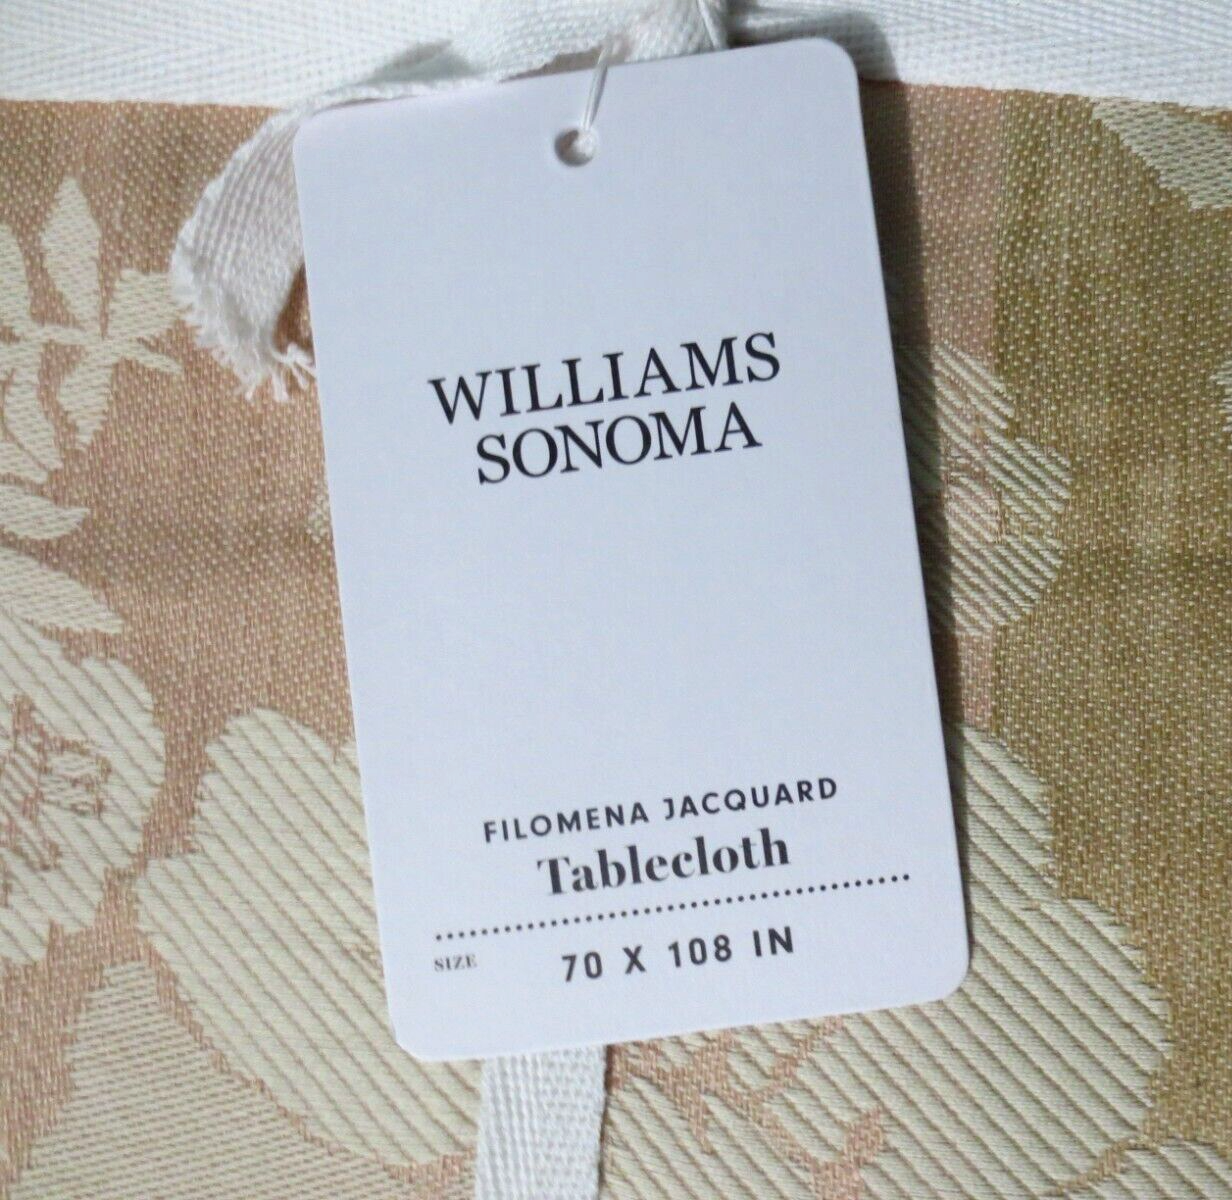 WILLIAMS
SONOMA
FILOMENA JACQUARD
Tablecloth
SIZE 70 X 108 IN